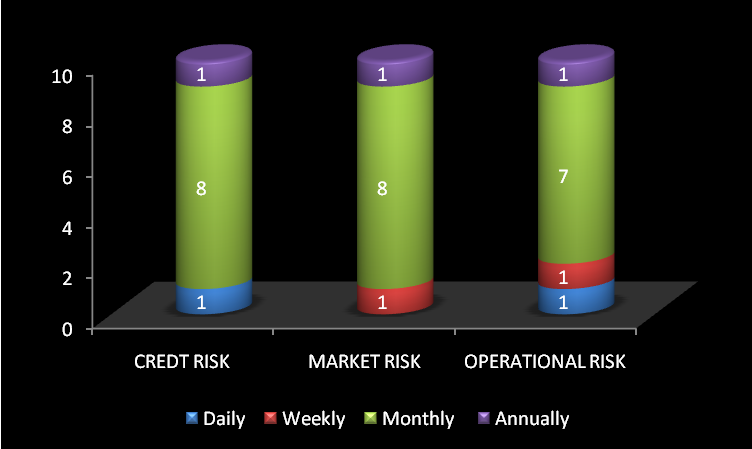 1 1 1
10
8
8 8 7
6
4
2
1
1 1 1
0
CREDT RISK MARKET RISK OPERATIONAL RISK
Daily Weekly Monthly Annually